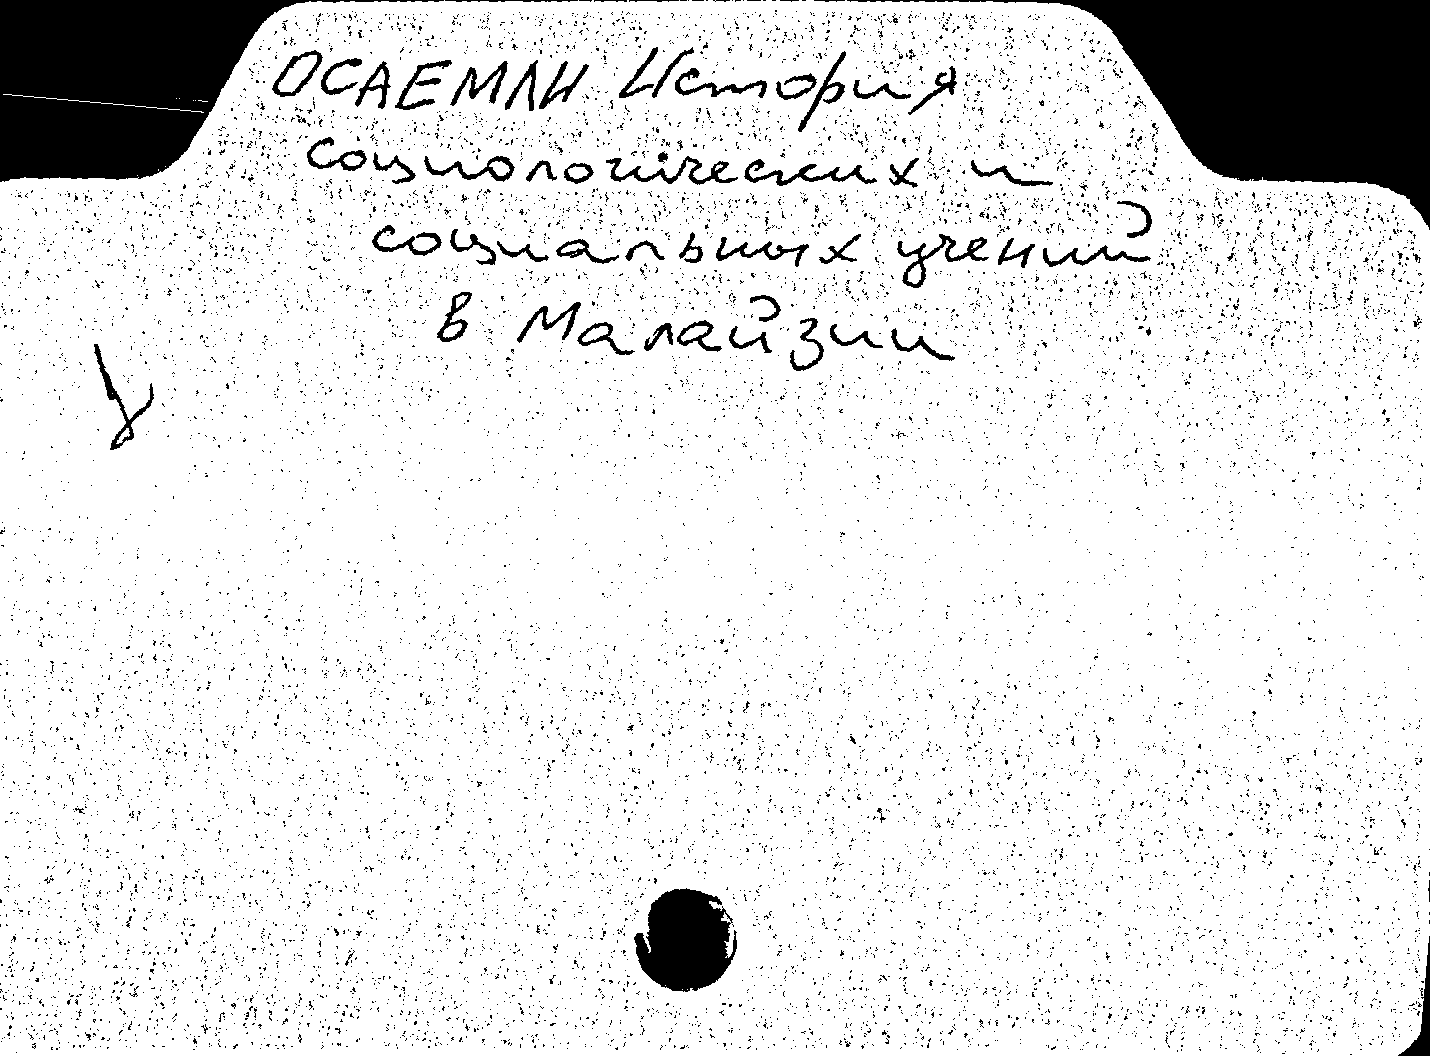 ОСАЕМЛИ История
социологических и
социальных учений
в Малайзии